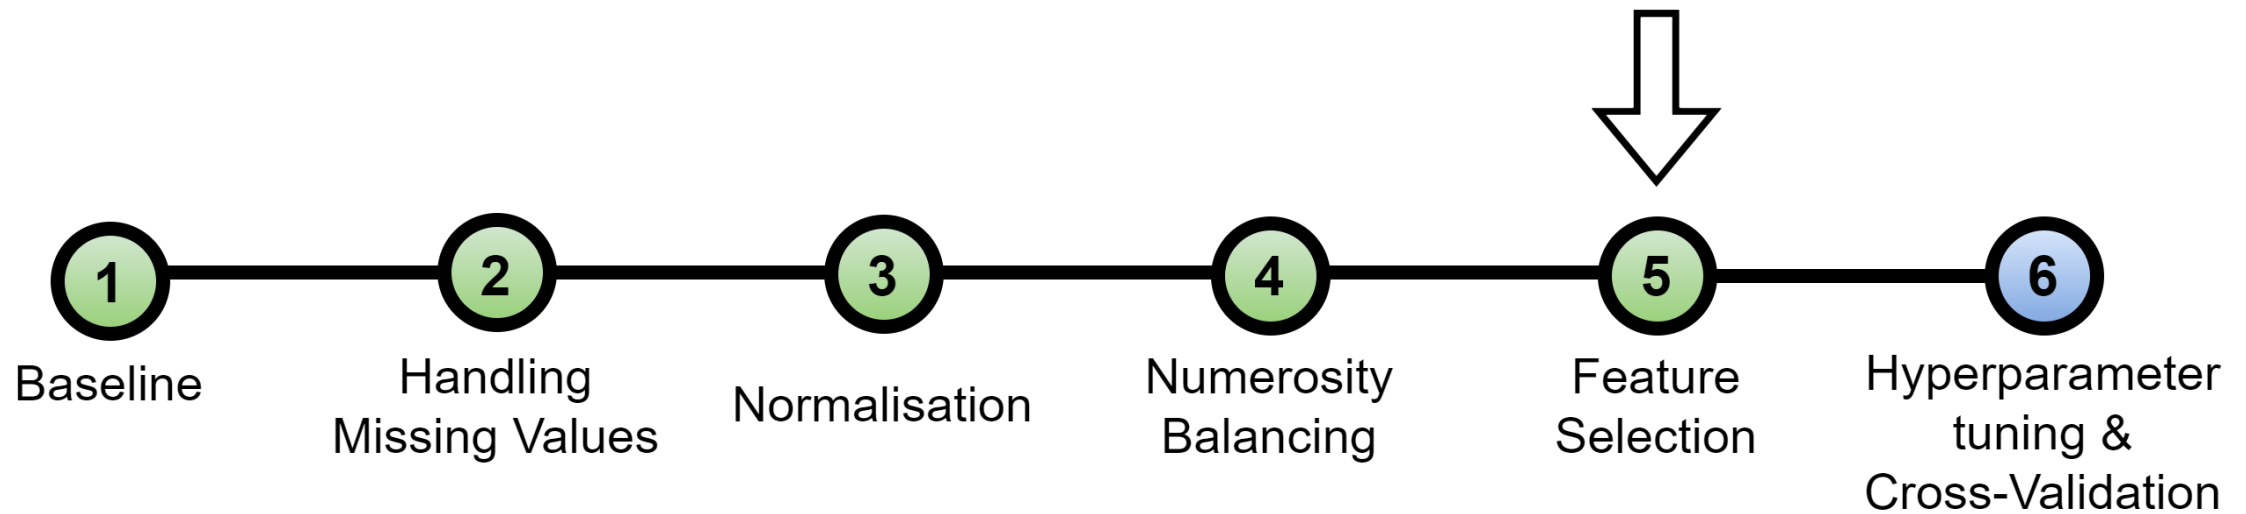 1
2
3
4
5
6
Baseline
Handling
Missing Values
Normalisation
Numerosity
Balancing
Feature
Selection
Hyperparameter
tuning &
Cross-Validation